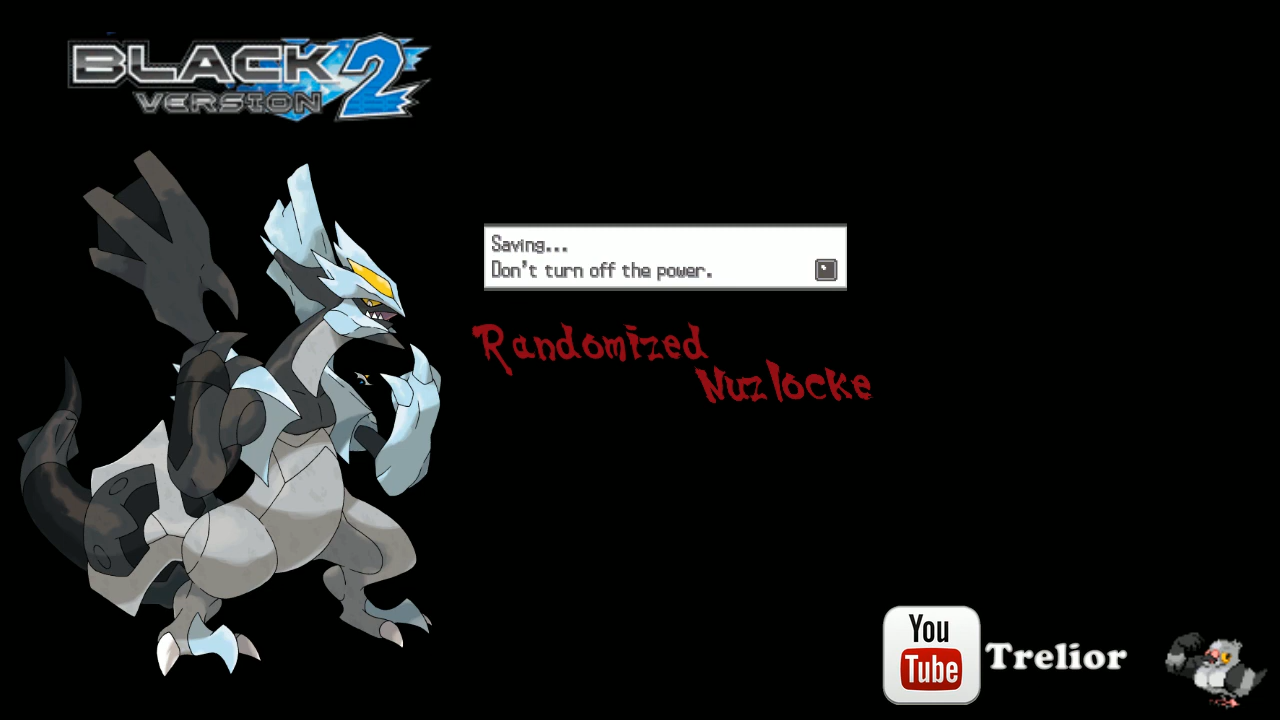 BLACK 2
VERSION
Saving...
Don't turn off the power.
Randomized
Nuzlocke
You
Tube
Trelior